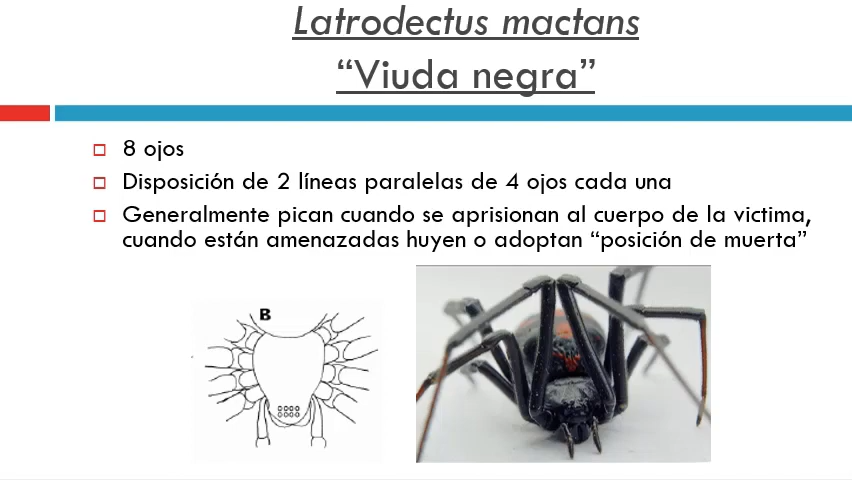 Latrodectus mactans
“Viuda negra”
8 ojos
Disposición de 2 líneas paralelas de 4 ojos cada una
Generalmente pican cuando se aprisionan al cuerpo de la victima,
cuando están amenazadas huyen o adoptan “posición de muerta”
B